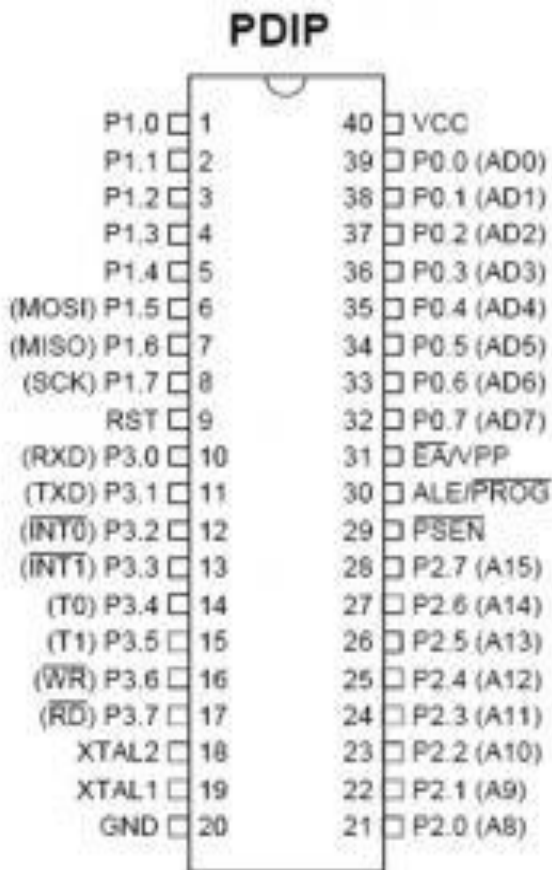 PDIP
P1.0 1 40 VCC
P1.1 2 39 P0.0 (AD0)
P1.2 3 38 P0.1 (AD1)
P1.3 4 37 P0.2 (AD2)
P1.4 5 36 P0.3 (AD3)
(MOSI) P1.5 6 35 P0.4 (AD4)
(MISO) P1.6 7 34 P0.5 (AD5)
(SCK) P1.7 8 33 P0.6 (AD6)
RST 9 32 P0.7 (AD7)
(RXD) P3.0 10 31 E̅A̅/VPP
(TXD) P3.1 11 30 ALE/P̅R̅O̅G̅
(I̅N̅T̅0̅) P3.2 12 29 P̅S̅E̅N̅
(I̅N̅T̅1̅) P3.3 13 28 P2.7 (A15)
(T0) P3.4 14 27 P2.6 (A14)
(T1) P3.5 15 26 P2.5 (A13)
(W̅R̅) P3.6 16 25 P2.4 (A12)
(R̅D̅) P3.7 17 24 P2.3 (A11)
XTAL2 18 23 P2.2 (A10)
XTAL1 19 22 P2.1 (A9)
GND 20 21 P2.0 (A8)